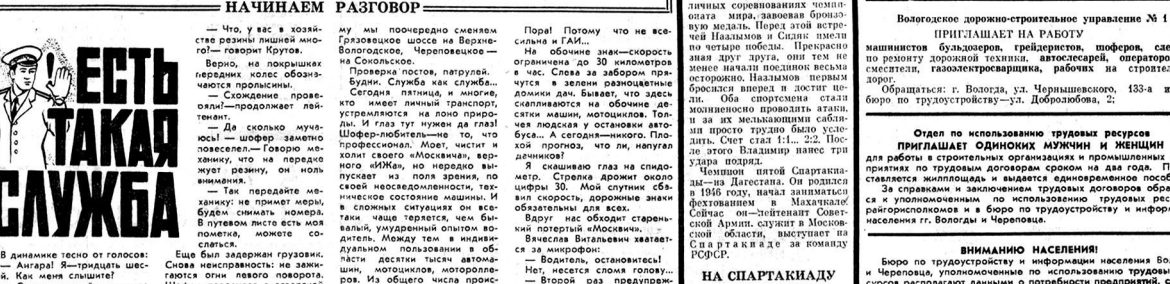 НАЧИНАЕМ РАЗГОВОР
ЕСТЬ
ТАКАЯ
СЛУЖБА
В динамике тесно от голосов:
— Ангара! Я—тридцать шес-
й. Как меня слышите?
— Что, у вас в хозяй-
стве резины лишней мно-
го?— говорит Крутов.
Верно, на покрышках
передних колес обозна-
чаются пролысины.
— Схождение прове-
ояли?—продолжает лей-
тенант.
— Да сколько муча-
юсь! — шофер заметно
повеселел.— Говорю ме-
ханику, что на передке
жует резину, он ноль
внимания.
— Так передайте ме-
ханику: не примет меры,
будем снимать номера.
В путевом листе есть моя
пометка, можете со-
слаться.
Еще был задержан грузовик.
Снова неисправность: не зажи-
гаются огни левого поворота.
му мы поочередно сменяем
Грязовецкое шоссе на Верхне-
Вологодское, Череповецкое —
на Сокольское.
Проверка постов, патрулей.
Будни. Служба как служба...
Сегодня пятница, и многие,
кто имеет личный транспорт,
устремляются на лоно приро-
ды. И глаз тут нужен да глаз!
Шофер-любитель—не то, что
профессионал. Моет, чистит и
холит своего «Москвича», вер-
ного «ИЖа», но нередко вы-
пускает из поля зрения, по
своей неосведомленности, тех-
ническое состояние машины. И
в сложных ситуациях он все-
таки чаще теряется, чем бы-
валый, умудренный опытом во-
дитель. Между тем в индиви-
дуальном пользовании в об-
ласти десятки тысяч автома-
шин, мотоциклов, моторолле-
ров. Из общего числа проис-
Пора! Потому что не все-
сильна и ГАИ...
На обочине знак—скорость
ограничена до 30 километров
в час. Слева за забором пря-
чутся в зелени разноцветные
домики дач. Бывает, что здесь
скапливаются на обочине де-
сятки машин, мотоциклов. Тол-
чея людская у остановки авто-
буса... А сегодня—никого. Пло-
хой прогноз, что ли, напугал
дачников?
Я скашиваю глаз на спидо-
метр. Стрелка дрожит около
цифры 30. Мой спутник сба-
вил скорость, дорожные знаки
обязательны для всех.
Вдруг нас обходит старень-
кий потертый «Москвич».
Вячеслав Витальевич хватает-
ся за микрофон:
— Водитель, остановитесь!
Нет, несется сломя голову...
— Второй раз предупреж-
личных соревнованиях чемпи-
оната мира, завоевав бронзо-
вую медаль. Перед этой встре-
чей Назлымов и Сидяк имели
по четыре победы. Прекрасно
зная друг друга, они тем не
менее начали поединок весьма
осторожно. Назлымов первым
бросился вперед и достиг це-
ли. Оба спортсмена стали
молниеносно проводить атаки,
и за их мелькающими сабля-
ми просто трудно было усле-
дить. Счет стал 1:1... 2:2. Пос-
ле этого Владимир нанес три
удара подряд.
Чемпион пятой Спартакиа-
ды—из Дагестана. Он родился
в 1946 году, начал заниматься
фехтованием в Махачкале.
Сейчас он—лейтенант Совет-
ской Армии, служит в Москов-
ской области, выступает на
Спартакиаде за команду
РСФСР.
НА СПАРТАКИАДУ
Вологодское дорожно-строительное управление № 1
ПРИГЛАШАЕТ НА РАБОТУ
машинистов бульдозеров, грейдеристов, шоферов, сле
по ремонту дорожной техники, автослесарей, операторо
смесители, газоэлектросварщика, рабочих на строител
дорог.
Обращаться: г. Вологда, ул. Чернышевского, 133-а и
бюро по трудоустройству—ул. Добролюбова, 2;
Отдел по использованию трудовых ресурсов
ПРИГЛАШАЕТ ОДИНОКИХ МУЖЧИН И ЖЕНЩИН
для работы в строительных организациях и промышленных п
приятиях по трудовым договорам сроком на два года. П
ставляется жилплощадь и выдается единовременное пособ
За справками и заключением трудовых договоров обра
ся к уполномоченным по использованию трудовых рес
райгорисполкомов и в бюро по трудоустройству и инфор
населения гг. Вологды и Череповца.
ВНИМАНИЮ НАСЕЛЕНИЯ!
Бюро по трудоустройству и информации населения Вол
и Череповца, уполномоченные по использованию трудовы
сурсов располагают данными о потребности предприятий, о